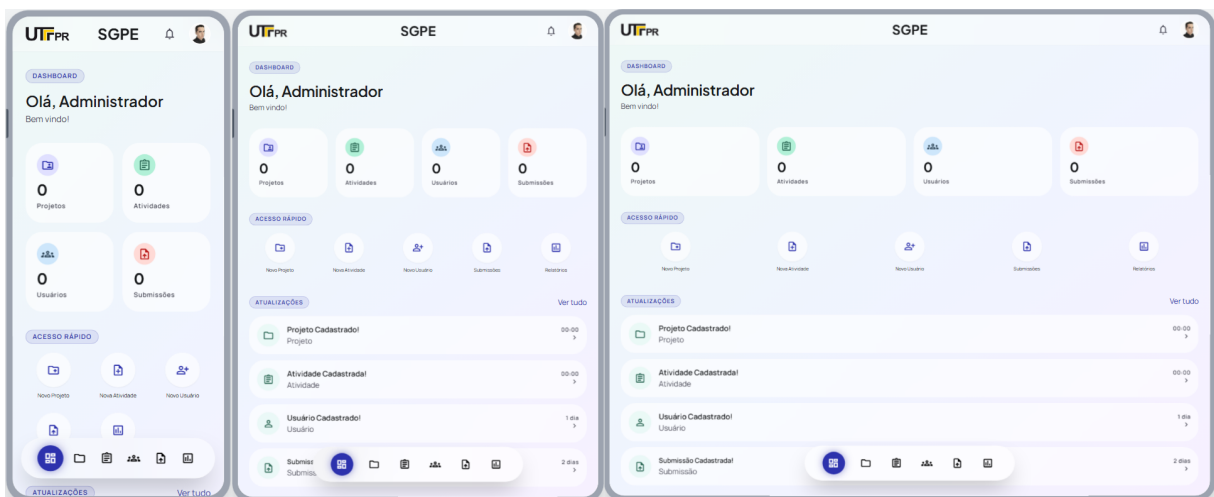 UTFPR SGPE
DASHBOARD
Olá, Administrador
Bem vindo!
0
Projetos
0
Atividades
0
Usuários
0
Submissões
ACESSO RÁPIDO
Novo Projeto
Nova Atividade
Novo Usuário
ATUALIZAÇÕES Ver tudo
UTFPR SGPE
DASHBOARD
Olá, Administrador
Bem vindo!
0
Projetos
0
Atividades
0
Usuários
0
Submissões
ACESSO RÁPIDO
Novo Projeto
Nova Atividade
Novo Usuário
Submissões
Relatórios
ATUALIZAÇÕES Ver tudo
Projeto Cadastrado! 00:00
Projeto
Atividade Cadastrada! 00:00
Atividade
Usuário Cadastrado! 1 dia
Usuário
Submiss 2 dias
Submiss
UTFPR SGPE
DASHBOARD
Olá, Administrador
Bem vindo!
0
Projetos
0
Atividades
0
Usuários
0
Submissões
ACESSO RÁPIDO
Novo Projeto
Nova Atividade
Novo Usuário
Submissões
Relatórios
ATUALIZAÇÕES Ver tudo
Projeto Cadastrado! 00:00
Projeto
Atividade Cadastrada! 00:00
Atividade
Usuário Cadastrado! 1 dia
Usuário
Submissão Cadastrada! 2 dias
Submissão